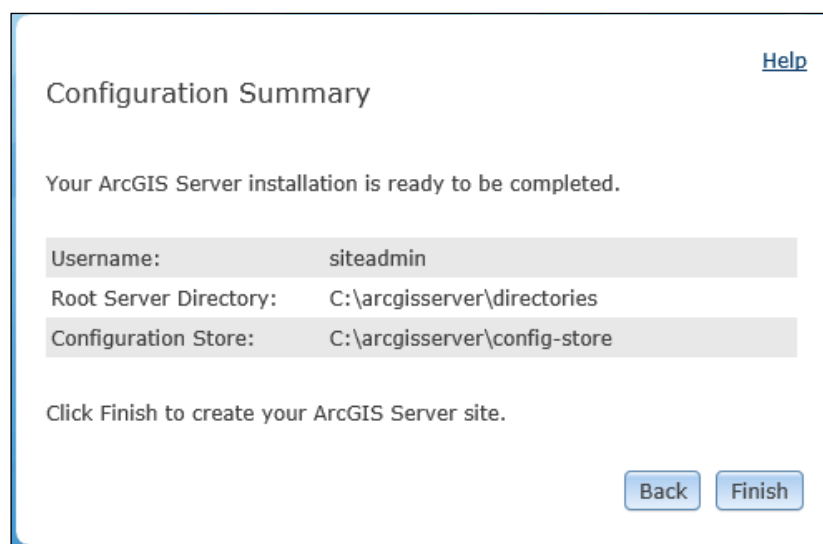 Help
Configuration Summary
Your ArcGIS Server installation is ready to be completed.
Username: siteadmin
Root Server Directory: C:\arcgisserver\directories
Configuration Store: C:\arcgisserver\config-store
Click Finish to create your ArcGIS Server site.
Back Finish